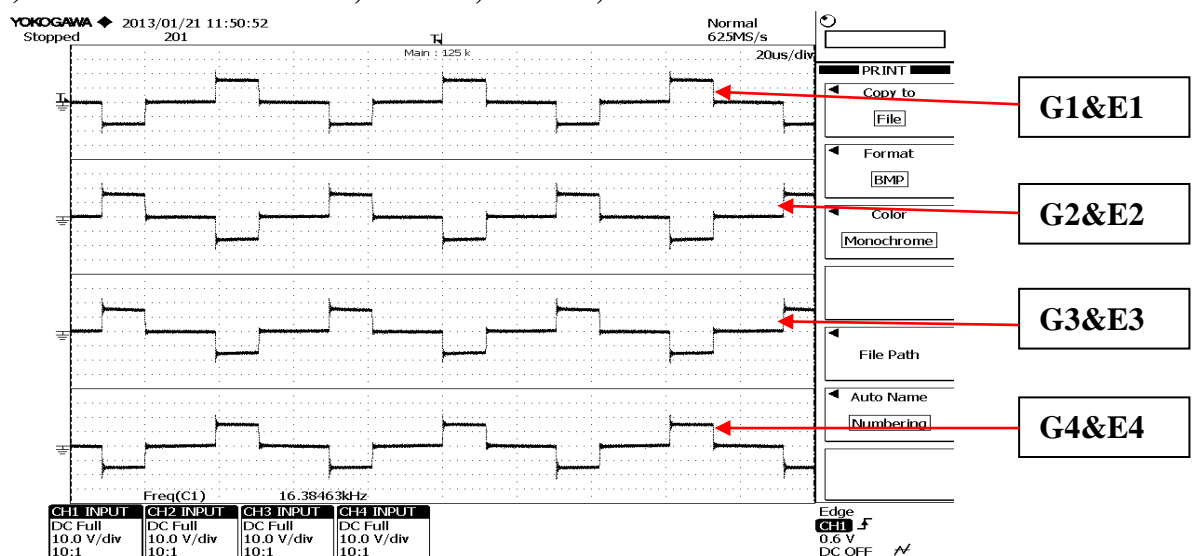 YOKOGAWA ◆ 2013/01/21 11:50:52
Normal
Stopped 201
625MS/s
Main : 125 k
20us/div
PRINT
Copy to
File
G1&E1
Format
BMP
Color
Monochrome
G2&E2
G3&E3
File Path
Auto Name
Numbering
G4&E4
Freq(C1) 16.38463kHz
CH1 INPUT CH2 INPUT CH3 INPUT CH4 INPUT
DC Full DC Full DC Full DC Full
10.0 V/div 10.0 V/div 10.0 V/div 10.0 V/div
10:1 10:1 10:1 10:1
Edge
CH1
0.6 V
DC OFF